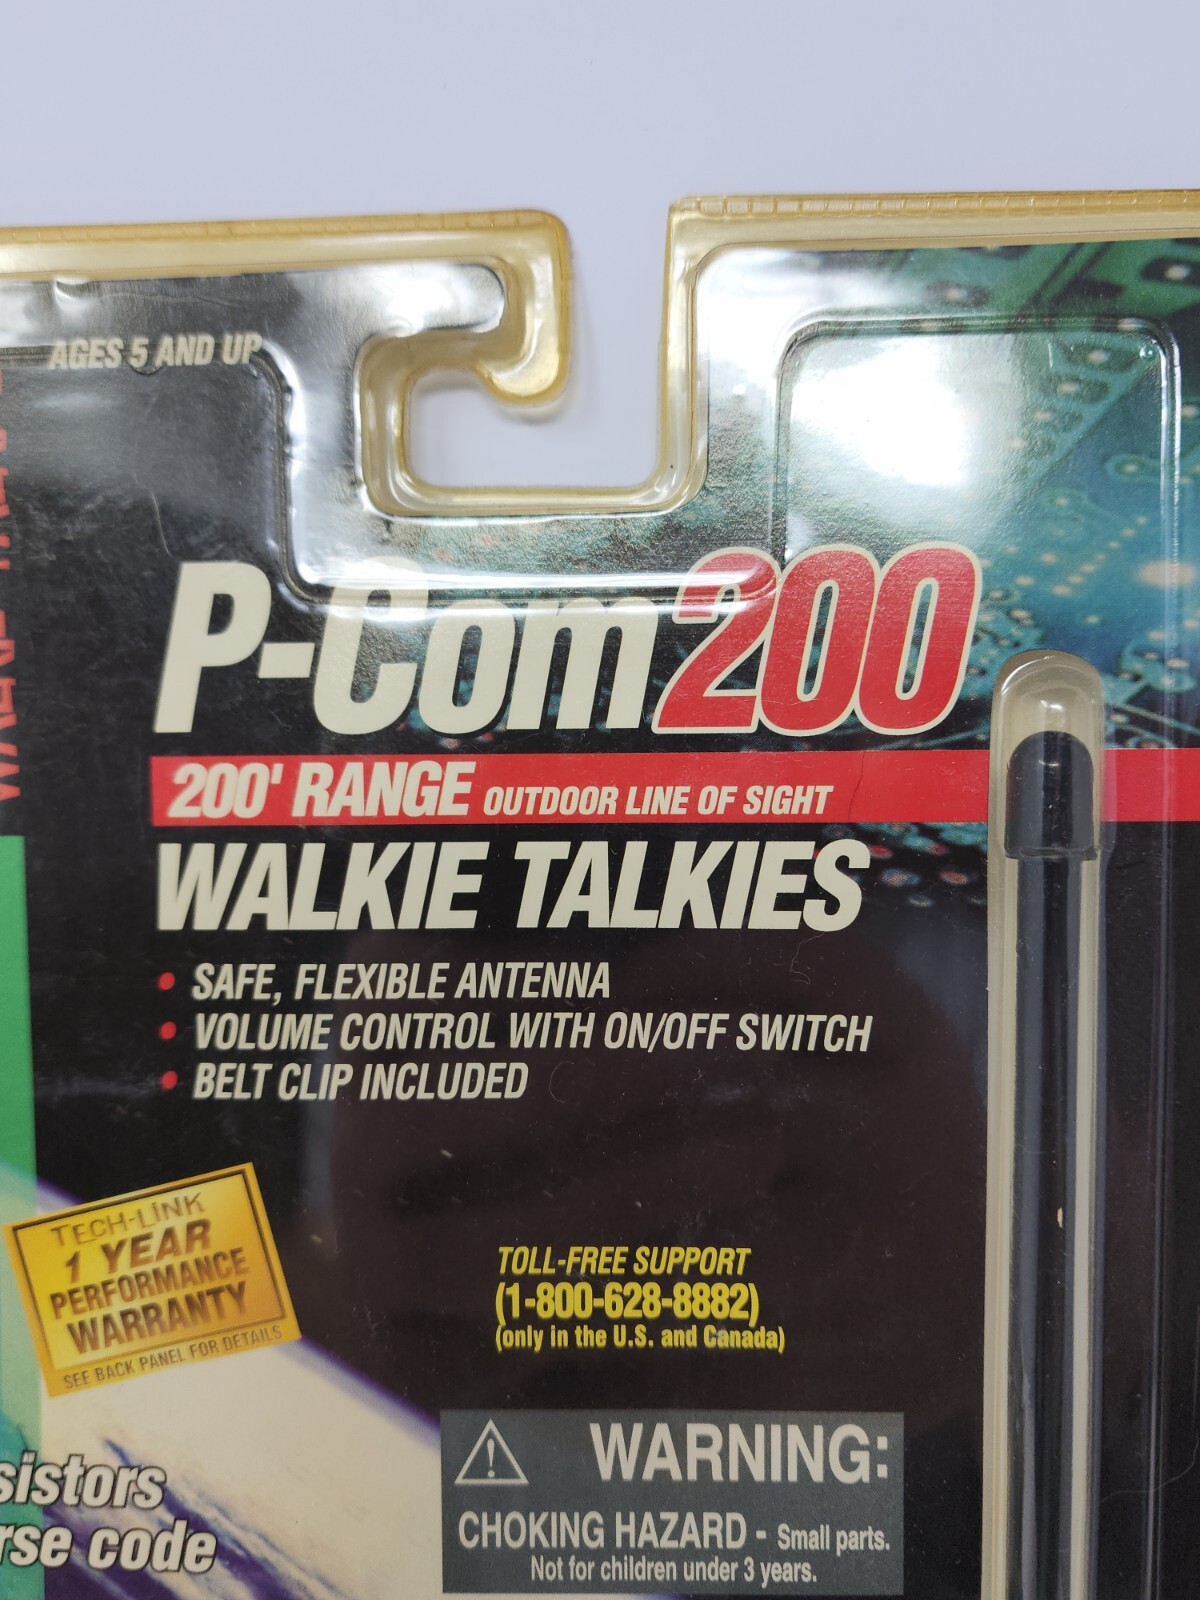 AGES 5 AND UP
P-Com200
200' RANGE OUTDOOR LINE OF SIGHT
WALKIE TALKIES
• SAFE, FLEXIBLE ANTENNA
• VOLUME CONTROL WITH ON/OFF SWITCH
• BELT CLIP INCLUDED
TECH-LINK
1 YEAR
PERFORMANCE
WARRANTY
SEE BACK PANEL FOR DETAILS
TOLL-FREE SUPPORT
(1-800-628-8882)
(only in the U.S. and Canada)
WARNING:
CHOKING HAZARD - Small parts.
Not for children under 3 years.
sistors
rse code